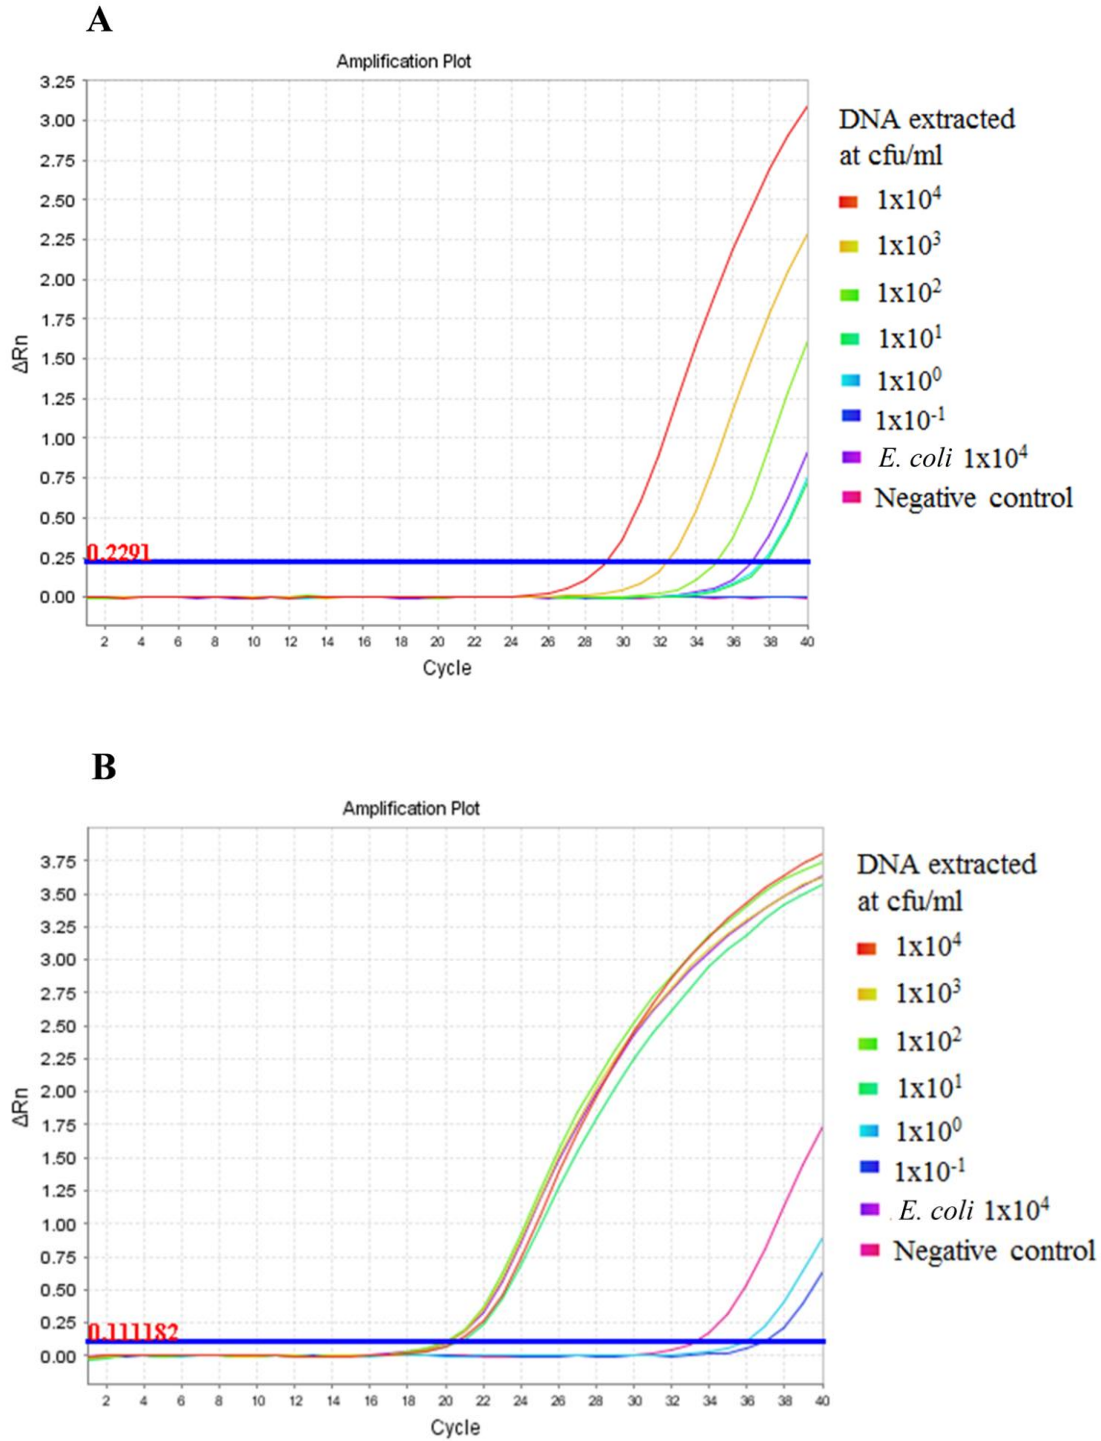 A
Amplification Plot
3.25
3.00
2.75
2.50
2.25
2.00
1.75
1.50
1.25
1.00
0.75
0.50
0.25
0.00
ΔRn
0.2291
2 4 6 8 10 12 14 16 18 20 22 24 26 28 30 32 34 36 38 40
Cycle
DNA extracted
at cfu/ml
1x10⁴
1x10³
1x10²
1x10¹
1x10⁰
1x10⁻¹
E. coli 1x10⁴
Negative control
B
Amplification Plot
3.75
3.50
3.25
3.00
2.75
2.50
2.25
2.00
1.75
1.50
1.25
1.00
0.75
0.50
0.25
0.00
ΔRn
0.111182
2 4 6 8 10 12 14 16 18 20 22 24 26 28 30 32 34 36 38 40
Cycle
DNA extracted
at cfu/ml
1x10⁴
1x10³
1x10²
1x10¹
1x10⁰
1x10⁻¹
E. coli 1x10⁴
Negative control